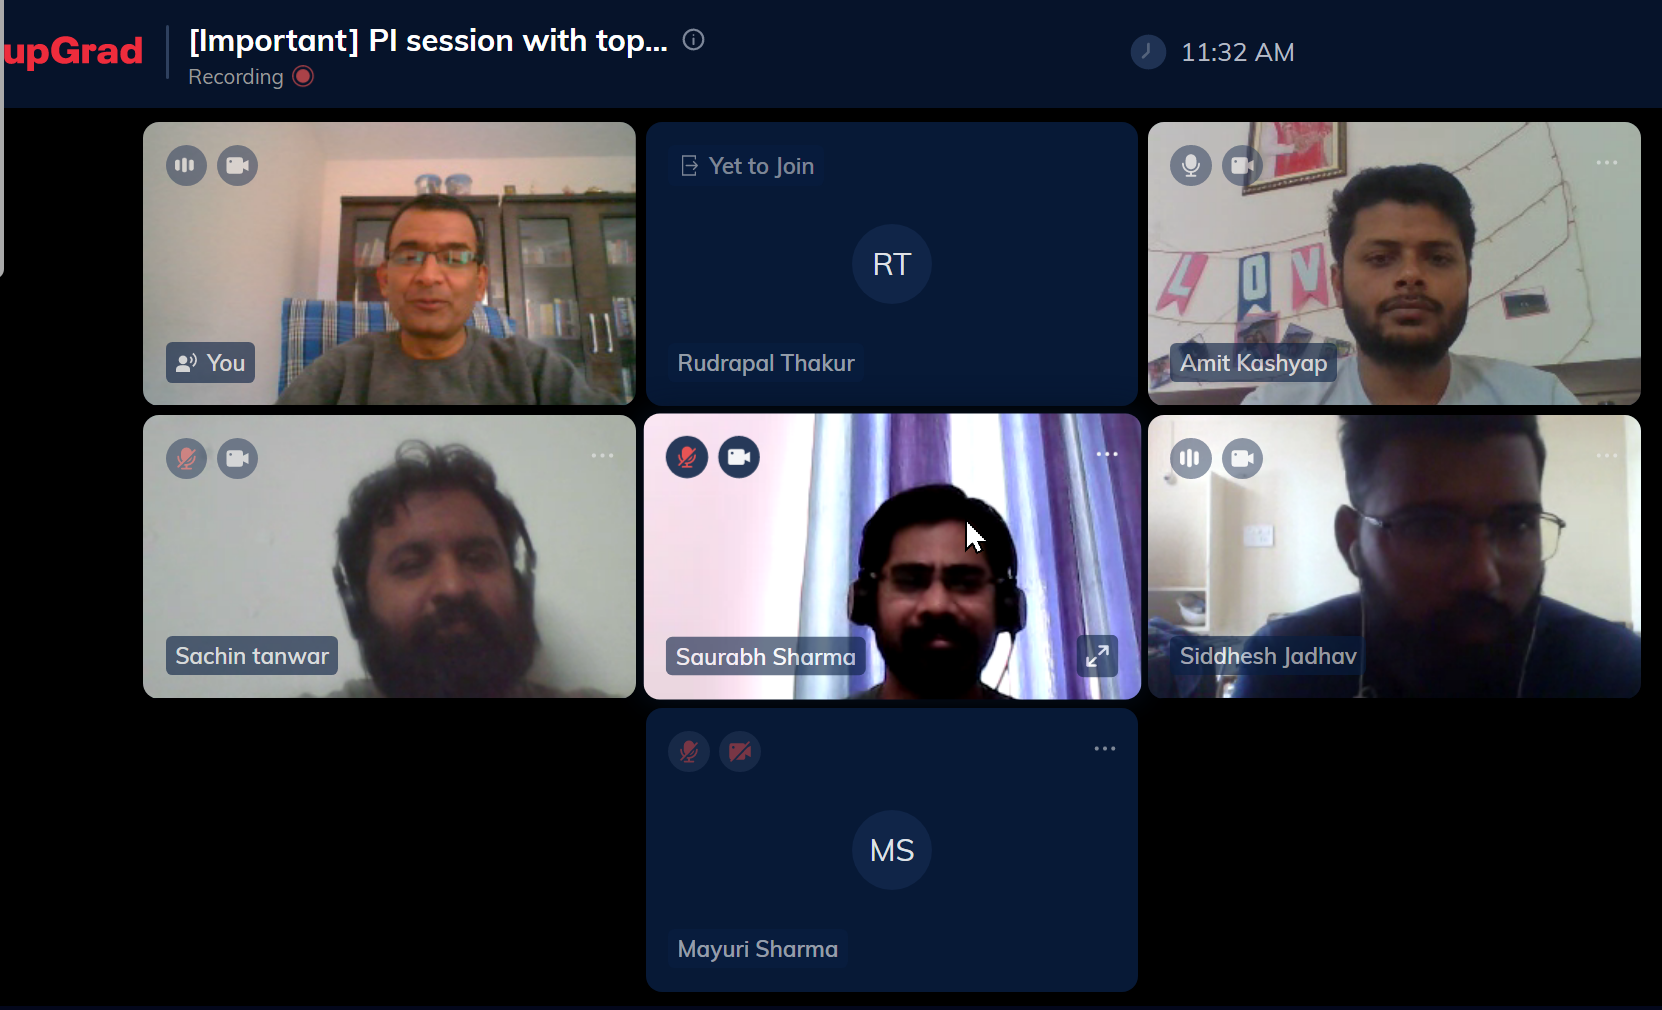 upGrad
[Important] PI session with top...
Recording
11:32 AM
You
Yet to Join
RT
Rudrapal Thakur
LOV
Amit Kashyap
Sachin tanwar
Saurabh Sharma
Siddhesh Jadhav
MS
Mayuri Sharma